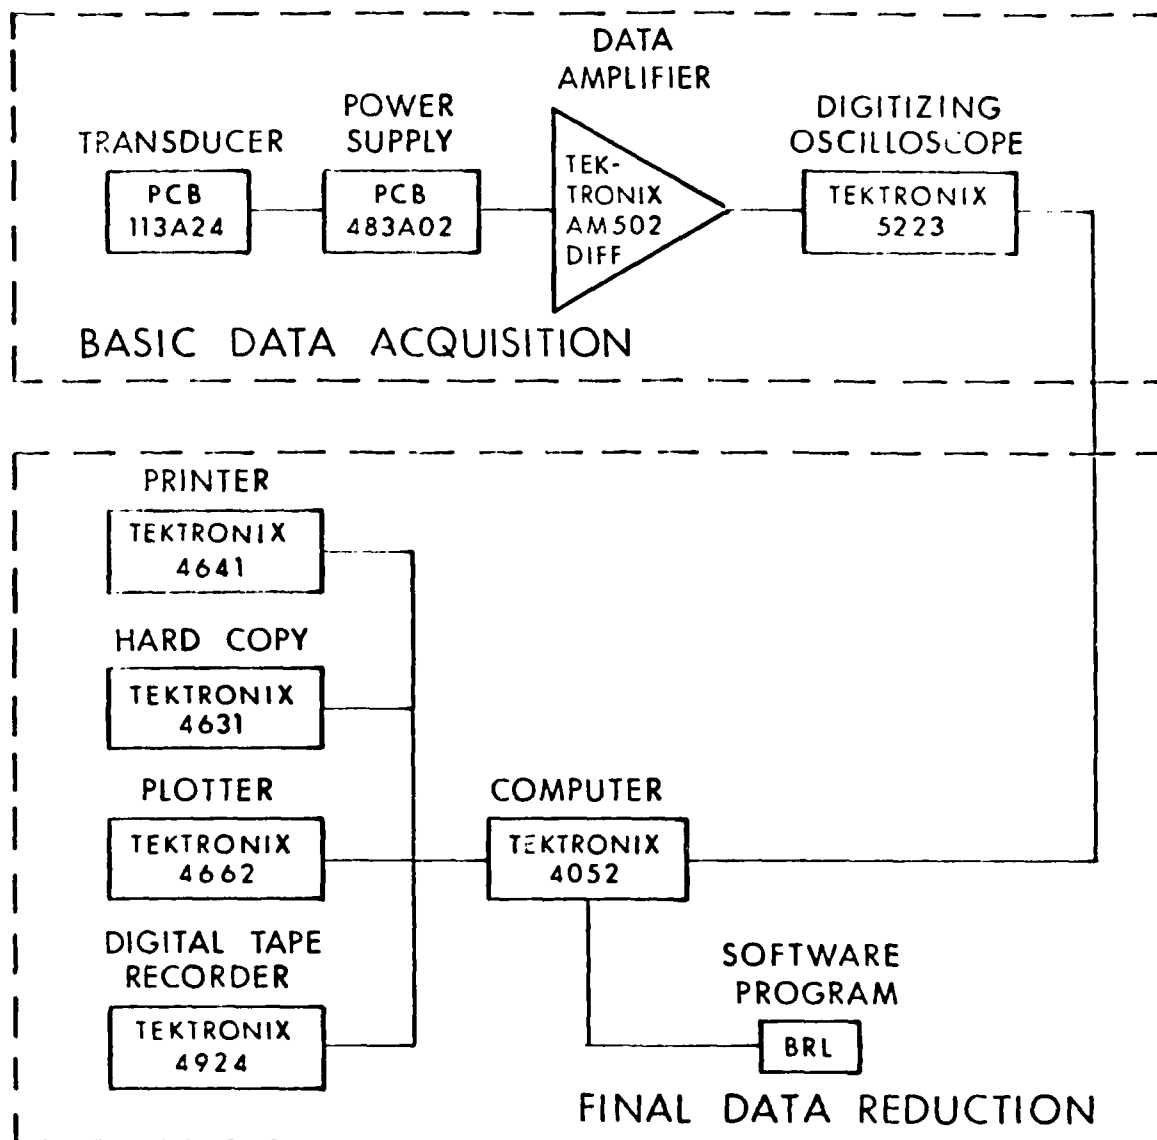 DATA
AMPLIFIER
POWER
SUPPLY
DIGITIZING
OSCILLOSCOPE
TRANSDUCER
PCB
113A24
PCB
483A02
TEK-
TRONIX
AM502
DIFF
TEKTRONIX
5223
BASIC DATA ACQUISITION
PRINTER
TEKTRONIX
4641
HARD COPY
TEKTRONIX
4631
PLOTTER
TEKTRONIX
4662
COMPUTER
TEKTRONIX
4052
DIGITAL TAPE
RECORDER
TEKTRONIX
4924
SOFTWARE
PROGRAM
BRL
FINAL DATA REDUCTION